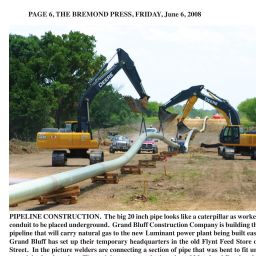 PAGE 6, THE BREMOND PRESS, FRIDAY, June 6, 2008
DEERE
PIPELINE CONSTRUCTION. The big 20 inch pipe looks like a caterpillar as worke
conduit to be placed underground. Grand Bluff Construction Company is building th
pipeline that will carry natural gas to the new Luminant power plant being built eas
Grand Bluff has set up their temporary headquarters in the old Flynt Feed Store o
Street. In the picture welders are connecting a section of pipe that was bent to fit un